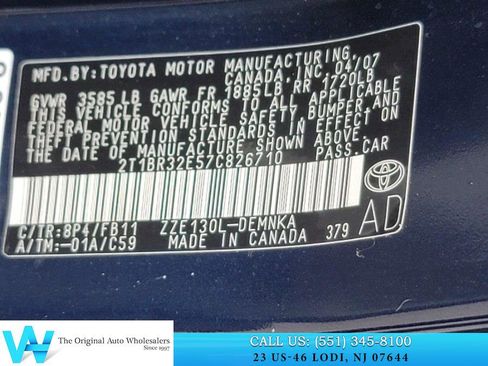 MFD.BY:TOYOTA MOTOR MANUFACTURING
CANADA, INC. 04/07
GVWR 3585LB GAWR FR 1885LB RR 1720LB
THIS VEHICLE CONFORMS TO ALL APPLICABLE
FEDERAL MOTOR VEHICLE SAFETY, BUMPER, AND
THEFT PREVENTION STANDARDS IN EFFECT ON
THE DATE OF MANUFACTURE SHOWN ABOVE.
2T1BR32E57C826710 PASS.CAR
C/TR:8P4/FB11 ZZE130L-DEMNKA
A/TM:-01A/C59 MADE IN CANADA 379
TOYOTA
AD
W
The Original Auto Wholesalers
Since 1997
CALL US: (551) 345-8100
23 US-46 LODI, NJ 07644